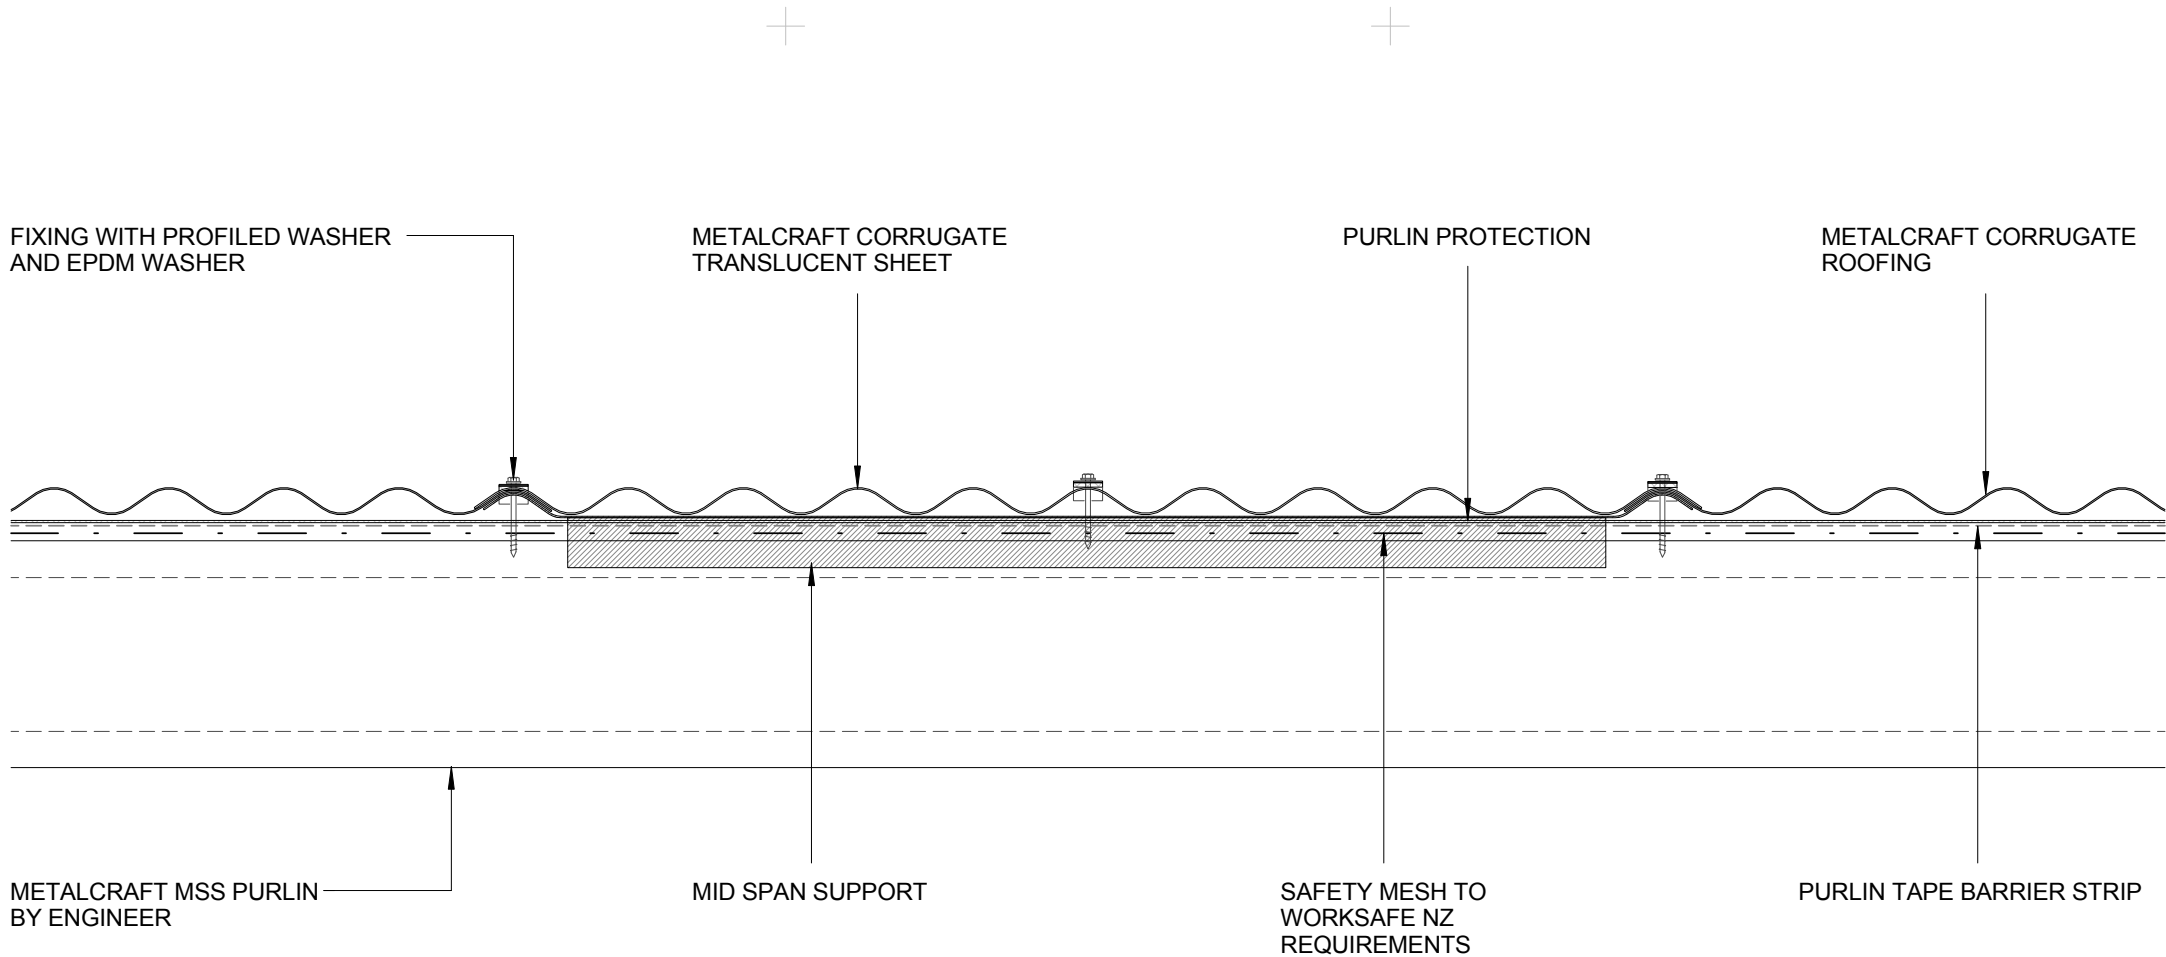 FIXING WITH PROFILED WASHER
AND EPDM WASHER
METALCRAFT CORRUGATE
TRANSLUCENT SHEET
PURLIN PROTECTION
METALCRAFT CORRUGATE
ROOFING
METALCRAFT MSS PURLIN
BY ENGINEER
MID SPAN SUPPORT
SAFETY MESH TO
WORKSAFE NZ
REQUIREMENTS
PURLIN TAPE BARRIER STRIP